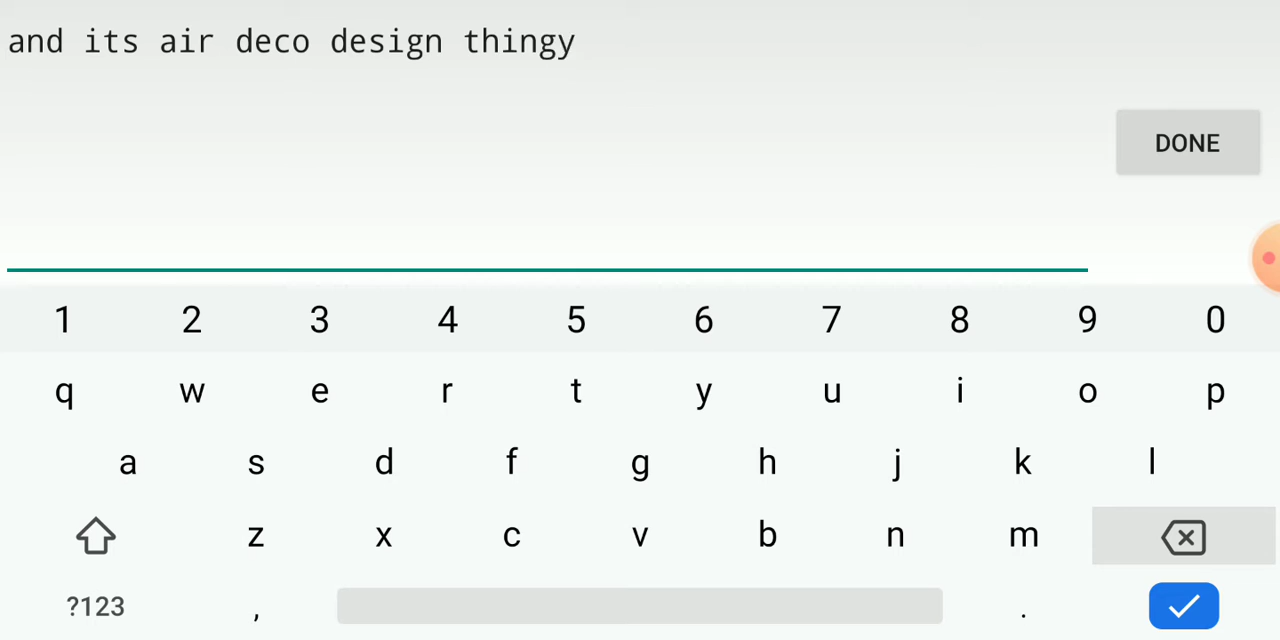 and its air deco design thingy
DONE
1 2 3 4 5 6 7 8 9 0
q w e r t y u i o p
a s d f g h j k l
z x c v b n m
?123 , .